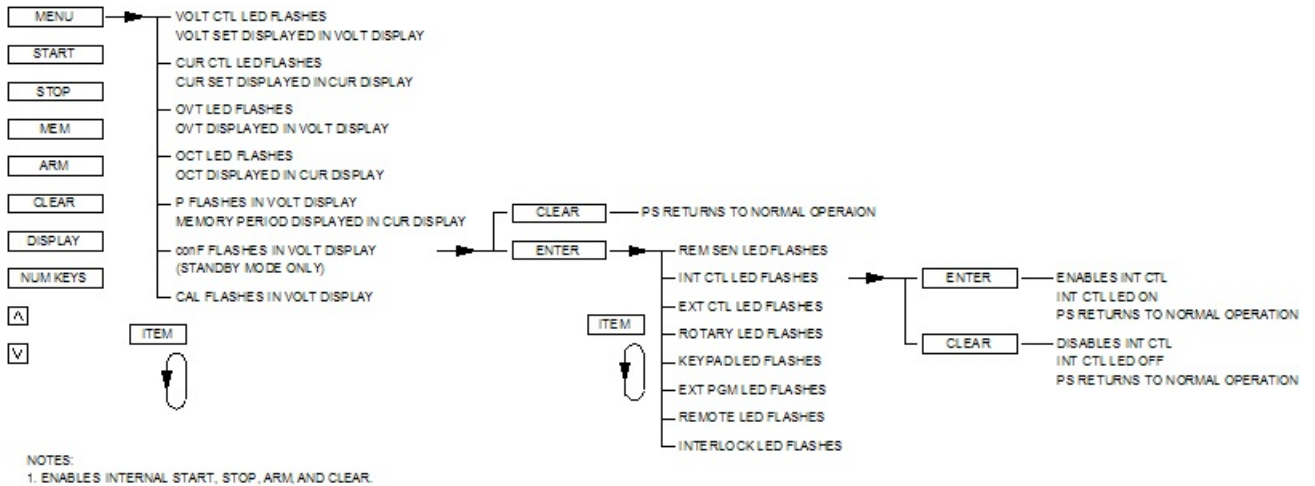 MENU
START
STOP
MEM
ARM
CLEAR
DISPLAY
NUM KEYS
VOLT CTL LED FLASHES
VOLT SET DISPLAYED IN VOLT DISPLAY
CUR CTL LED FLASHES
CUR SET DISPLAYED IN CUR DISPLAY
OVT LED FLASHES
OVT DISPLAYED IN VOLT DISPLAY
OCT LED FLASHES
OCT DISPLAYED IN CUR DISPLAY
P FLASHES IN VOLT DISPLAY
MEMORY PERIOD DISPLAYED IN CUR DISPLAY
conF FLASHES IN VOLT DISPLAY
(STANDBY MODE ONLY)
CAL FLASHES IN VOLT DISPLAY
ITEM
CLEAR
PS RETURNS TO NORMAL OPERAION
ENTER
REM SEN LED FLASHES
INT CTL LED FLASHES
EXT CTL LED FLASHES
ROTARY LED FLASHES
KEYPAD LED FLASHES
EXT PGM LED FLASHES
REMOTE LED FLASHES
INTERLOCK LED FLASHES
ITEM
ENTER
ENABLES INT CTL
INT CTL LED ON
PS RETURNS TO NORMAL OPERATION
CLEAR
DISABLES INT CTL
INT CTL LED OFF
PS RETURNS TO NORMAL OPERATION
NOTES:
1. ENABLES INTERNAL START, STOP, ARM, AND CLEAR.